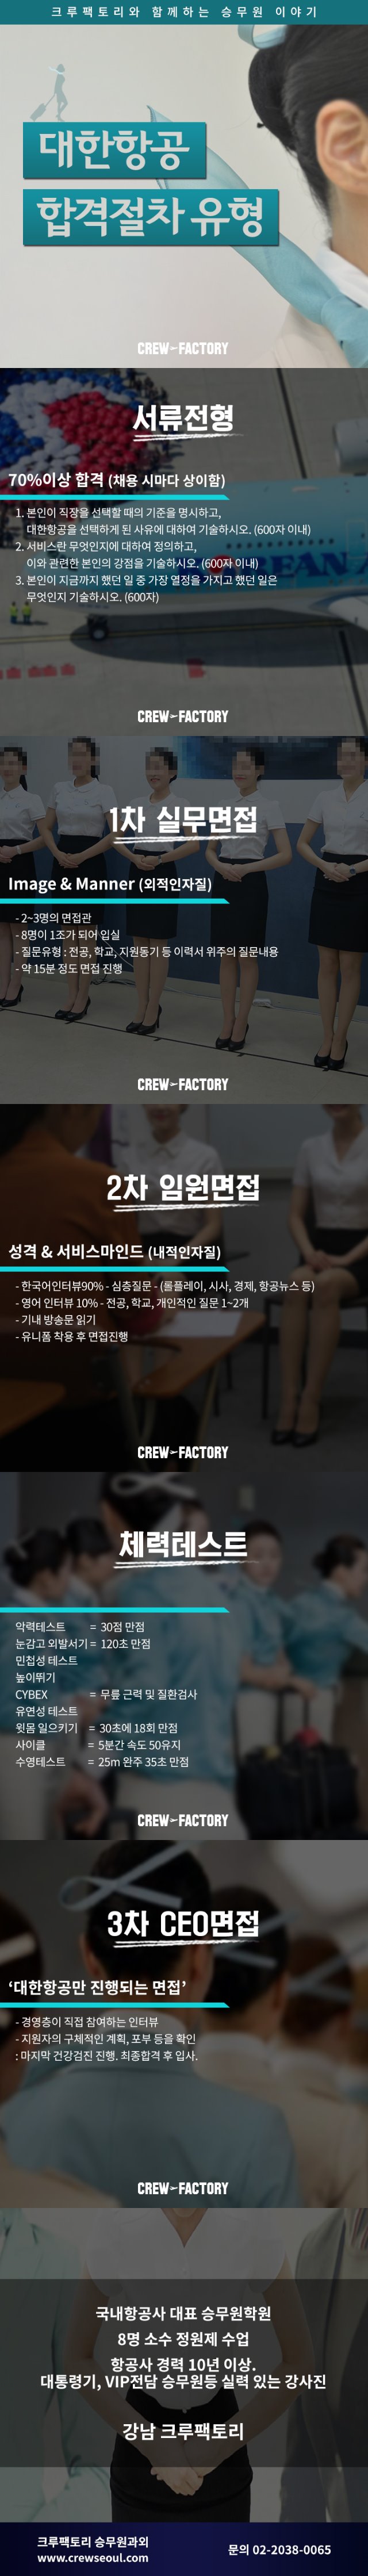 크루팩토리와 함께하는 승무원 이야기
대한항공
합격절차 유형
CREW FACTORY
서류전형
70%이상 합격 (채용 시마다 상이함)
1. 본인이 직장을 선택할 때의 기준을 명시하고,
대한항공을 선택하게 된 사유에 대하여 기술하시오. (600자 이내)
2. 서비스란 무엇인지에 대하여 정의하고,
이와 관련한 본인의 강점을 기술하시오. (600자 이내)
3. 본인이 지금까지 했던 일 중 가장 열정을 가지고 했던 일은
무엇인지 기술하시오. (600자)
CREW FACTORY
1차 실무면접
Image & Manner (외적인자질)
- 2~3명의 면접관
- 8명이 1조가 되어 입실
- 질문유형 : 전공, 학교, 지원동기 등 이력서 위주의 질문내용
- 약 15분 정도 면접 진행
CREW FACTORY
2차 임원면접
성격 & 서비스마인드 (내적인자질)
- 한국어인터뷰90% - 심층질문 - (롤플레이, 시사, 경제, 항공뉴스 등)
- 영어 인터뷰 10% - 전공, 학교, 개인적인 질문 1~2개
- 기내 방송문 읽기
- 유니폼 착용 후 면접진행
CREW FACTORY
체력테스트
악력테스트 = 30점 만점
눈감고 외발서기 = 120초 만점
민첩성 테스트
높이뛰기
CYBEX = 무릎 근력 및 질환검사
유연성 테스트
윗몸 일으키기 = 30초에 18회 만점
사이클 = 5분간 속도 50유지
수영테스트 = 25m 완주 35초 만점
CREW FACTORY
3차 CEO면접
‘대한항공만 진행되는 면접’
- 경영층이 직접 참여하는 인터뷰
- 지원자의 구체적인 계획, 포부 등을 확인
: 마지막 건강검진 진행. 최종합격 후 입사.
CREW FACTORY
국내항공사 대표 승무원학원
8명 소수 정원제 수업
항공사 경력 10년 이상.
대통령기, VIP전담 승무원등 실력 있는 강사진
강남 크루팩토리
크루팩토리 승무원과외
www.crewseoul.com
문의 02-2038-0065